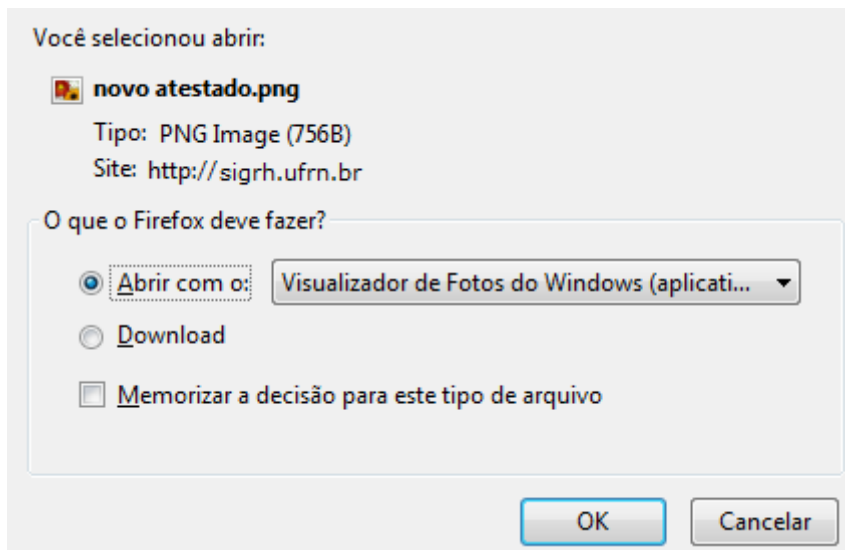 Você selecionou abrir:
novo atestado.png
Tipo: PNG Image (756B)
Site: http://sigrh.ufrn.br
O que o Firefox deve fazer?
Abrir com o: Visualizador de Fotos do Windows (aplicati...
Download
Memorizar a decisão para este tipo de arquivo
OK Cancelar